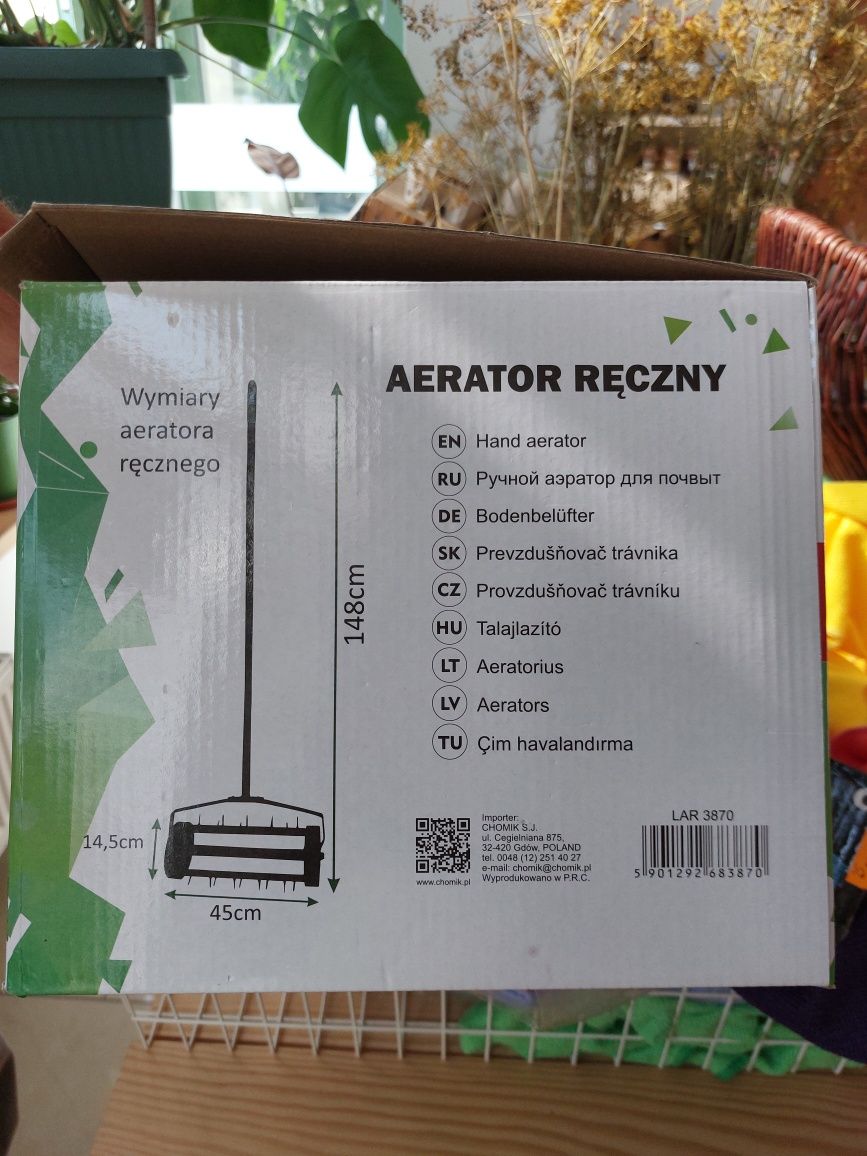 AERATOR RĘCZNY
Wymiary
aeratora
ręcznego
148cm
14,5cm
45cm
EN Hand aerator
RU Ручной аэратор для почвыт
DE Bodenbelüfter
SK Prevzdušňovač trávnika
CZ Provzdušňovač trávníku
HU Talajlazító
LT Aeratorius
LV Aerators
TU Çim havalandırma
www.chomik.pl
Importer:
CHOMIK S.J.
ul. Cegielniana 875,
32-420 Gdów, POLAND
tel. 0048 (12) 251 40 27
e-mail: chomik@chomik.pl
Wyprodukowano w P.R.C.
LAR 3870
5 901292 683870